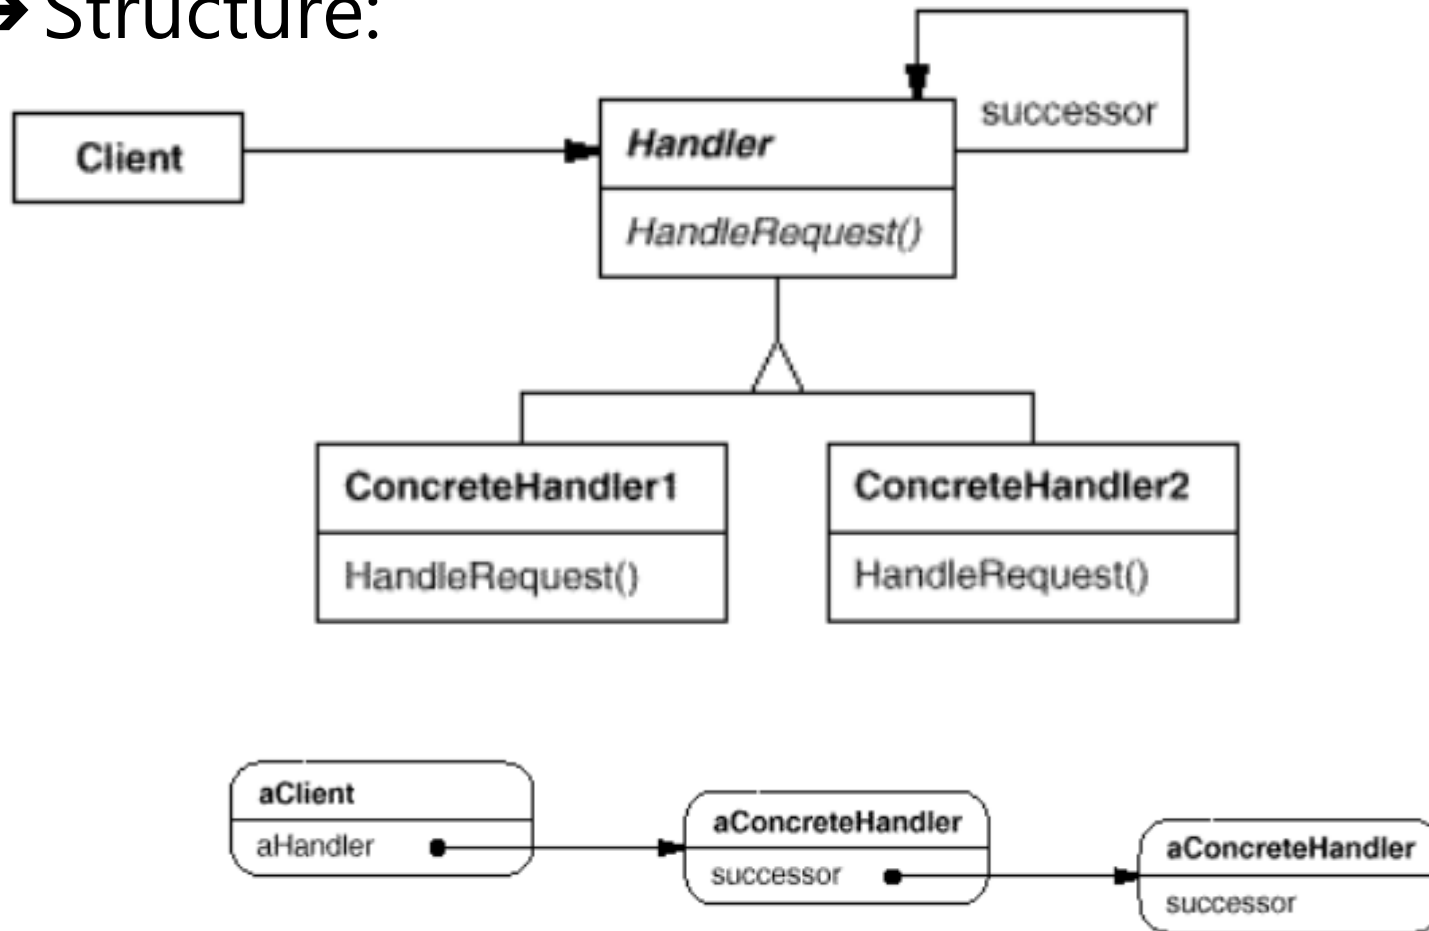 ➔ Structure:
successor
Client
Handler
HandleRequest()
ConcreteHandler1
HandleRequest()
ConcreteHandler2
HandleRequest()
aClient
aHandler
aConcreteHandler
successor
aConcreteHandler
successor